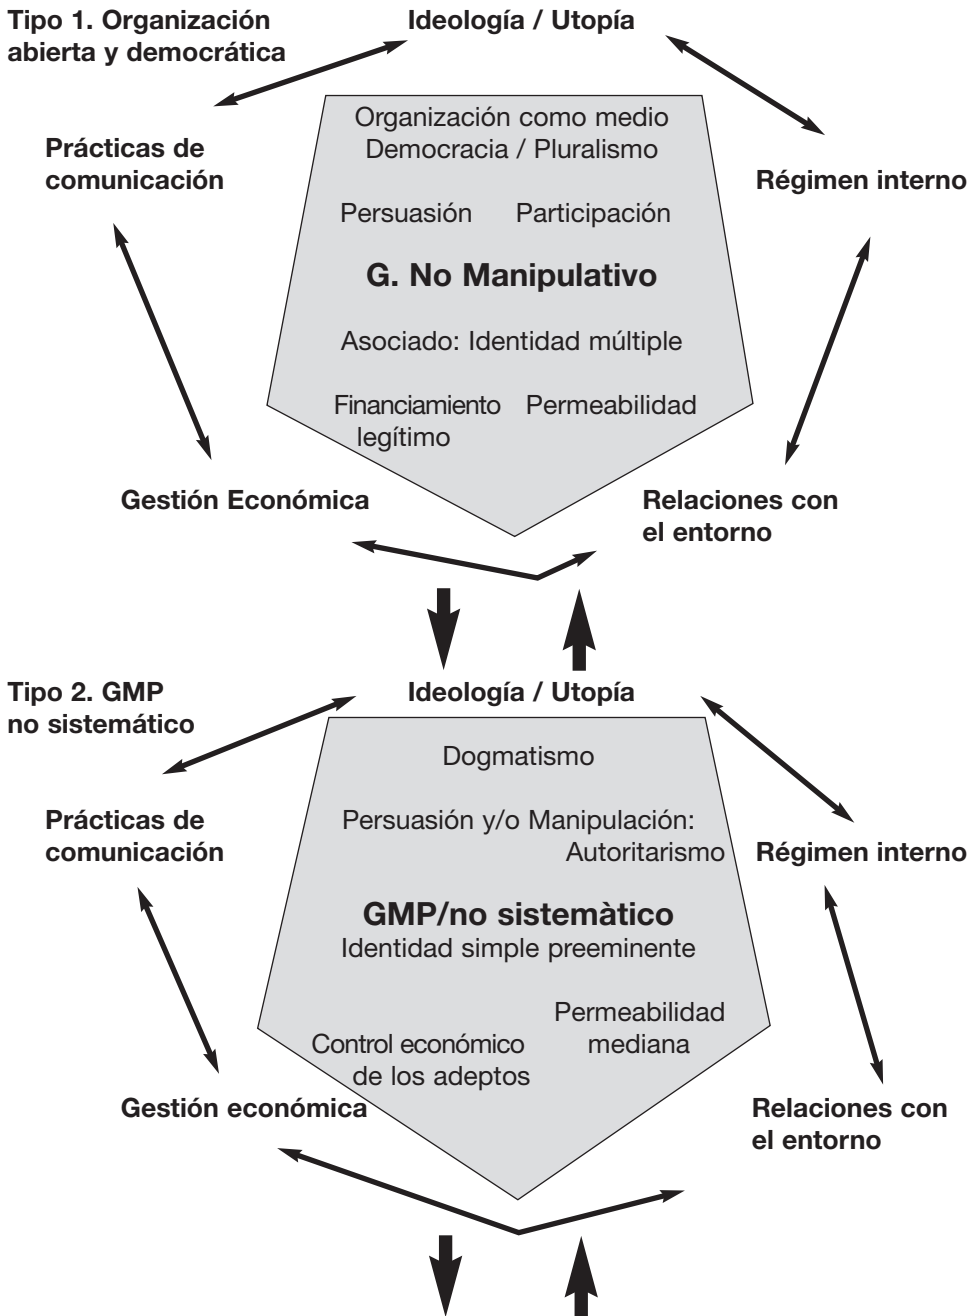 Tipo 1. Organización
abierta y democrática
Ideología / Utopía
Organización como medio
Democracia / Pluralismo
Prácticas de
comunicación
Régimen interno
Persuasión Participación
G. No Manipulativo
Asociado: Identidad múltiple
Financiamiento
legítimo
Permeabilidad
Gestión Económica
Relaciones con
el entorno
Tipo 2. GMP
no sistemático
Ideología / Utopía
Dogmatismo
Prácticas de
comunicación
Persuasión y/o Manipulación:
Autoritarismo
Régimen interno
GMP/no sistemàtico
Identidad simple preeminente
Permeabilidad
mediana
Control económico
de los adeptos
Gestión económica
Relaciones con
el entorno